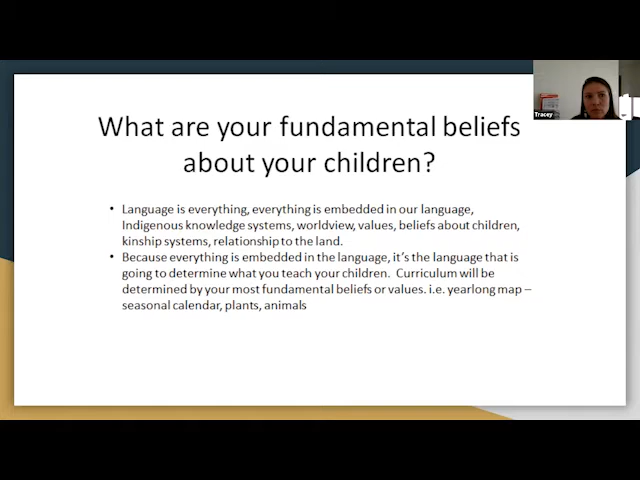 What are your fundamental beliefs
about your children?
• Language is everything, everything is embedded in our language,
Indigenous knowledge systems, worldview, values, beliefs about children,
kinship systems, relationship to the land.
• Because everything is embedded in the language, it's the language that is
going to determine what you teach your children.  Curriculum will be
determined by your most fundamental beliefs or values. i.e. yearlong map –
seasonal calendar, plants, animals
Tracey